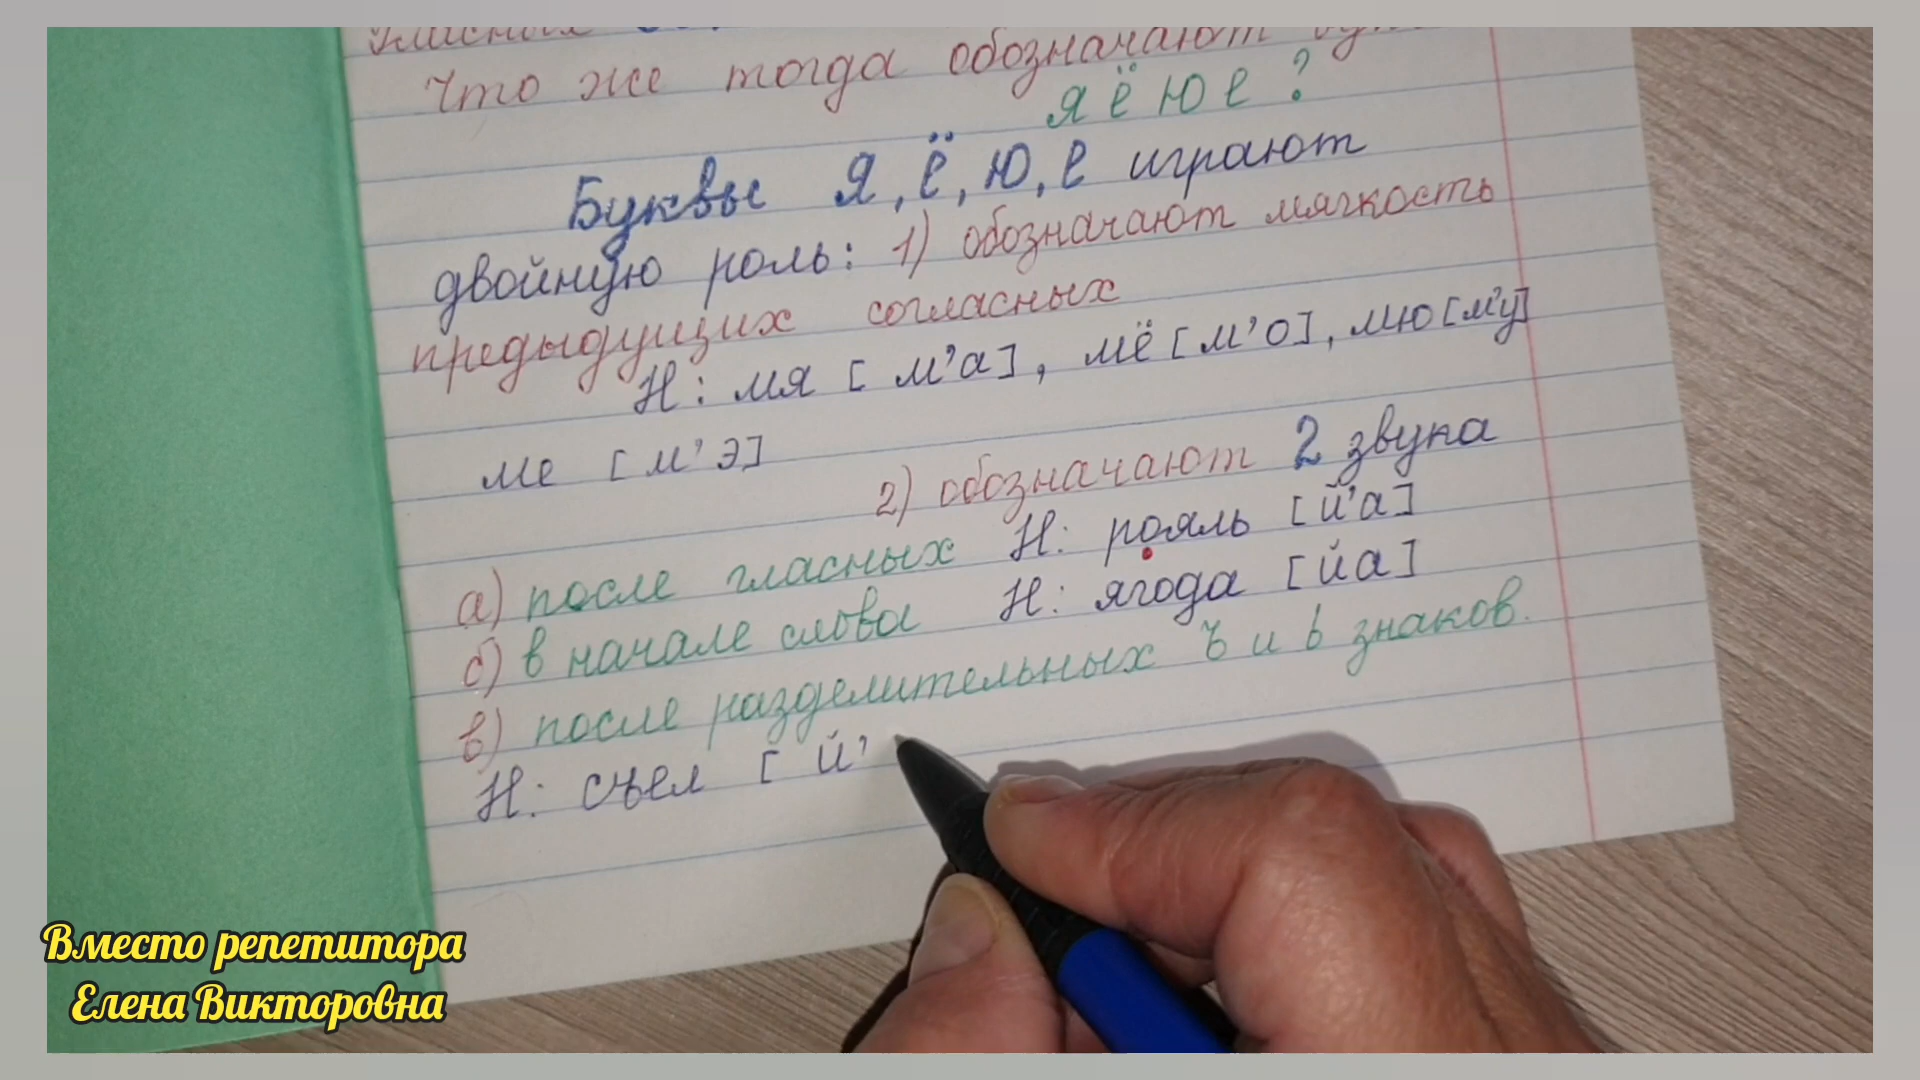 Что же тогда обозначают
я ё ю е ?
Буквы я, ё, ю, е играют
двойную роль: 1) обозначают мягкость
предыдущих согласных
Н: мя [м’а], мё [м’о], мю [м’у]
ме [м’э]
2) обозначают 2 звука
а) после гласных Н: рояль [й’а]
б) в начале слова Н: ягода [йа]
в) после разделительных ъ и ь знаков.
Н: съел [й’
Вместо репетитора
Елена Викторовна